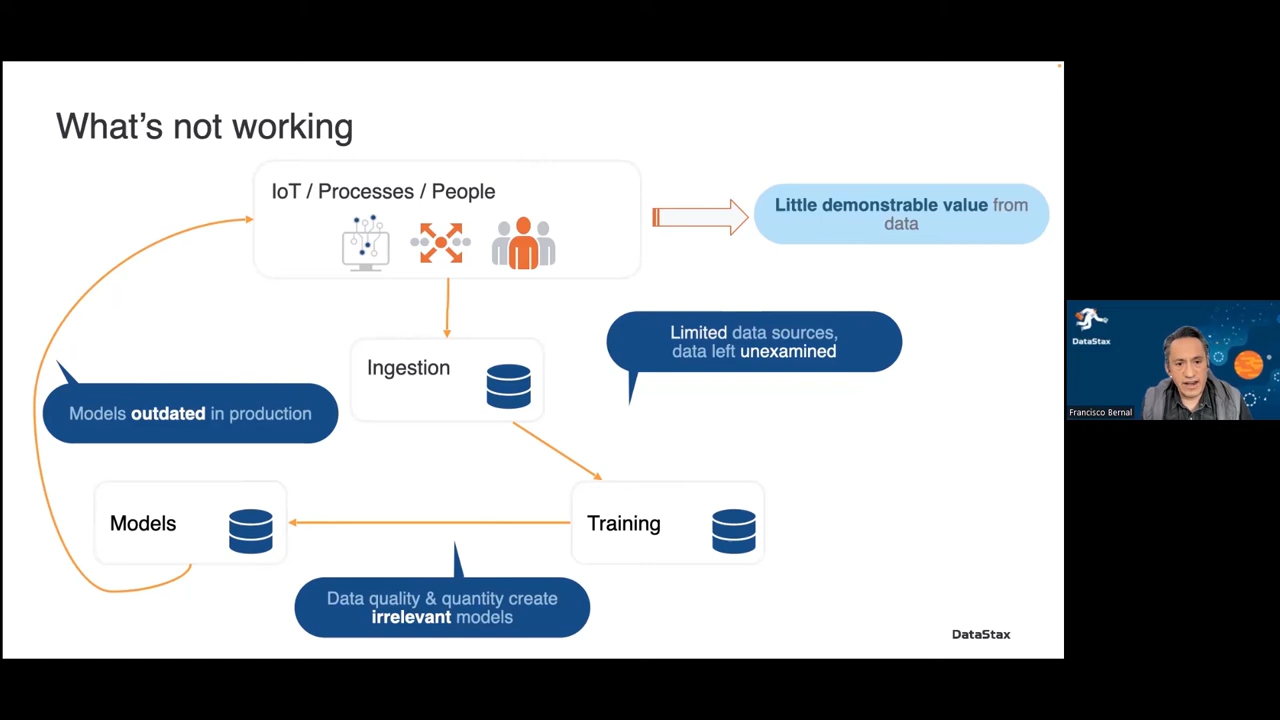 What's not working
IoT / Processes / People
Little demonstrable value from
data
Limited data sources,
data left unexamined
Ingestion
Models outdated in production
Models
Training
Data quality & quantity create
irrelevant models
DataStax
DataStax
Francisco Bernal